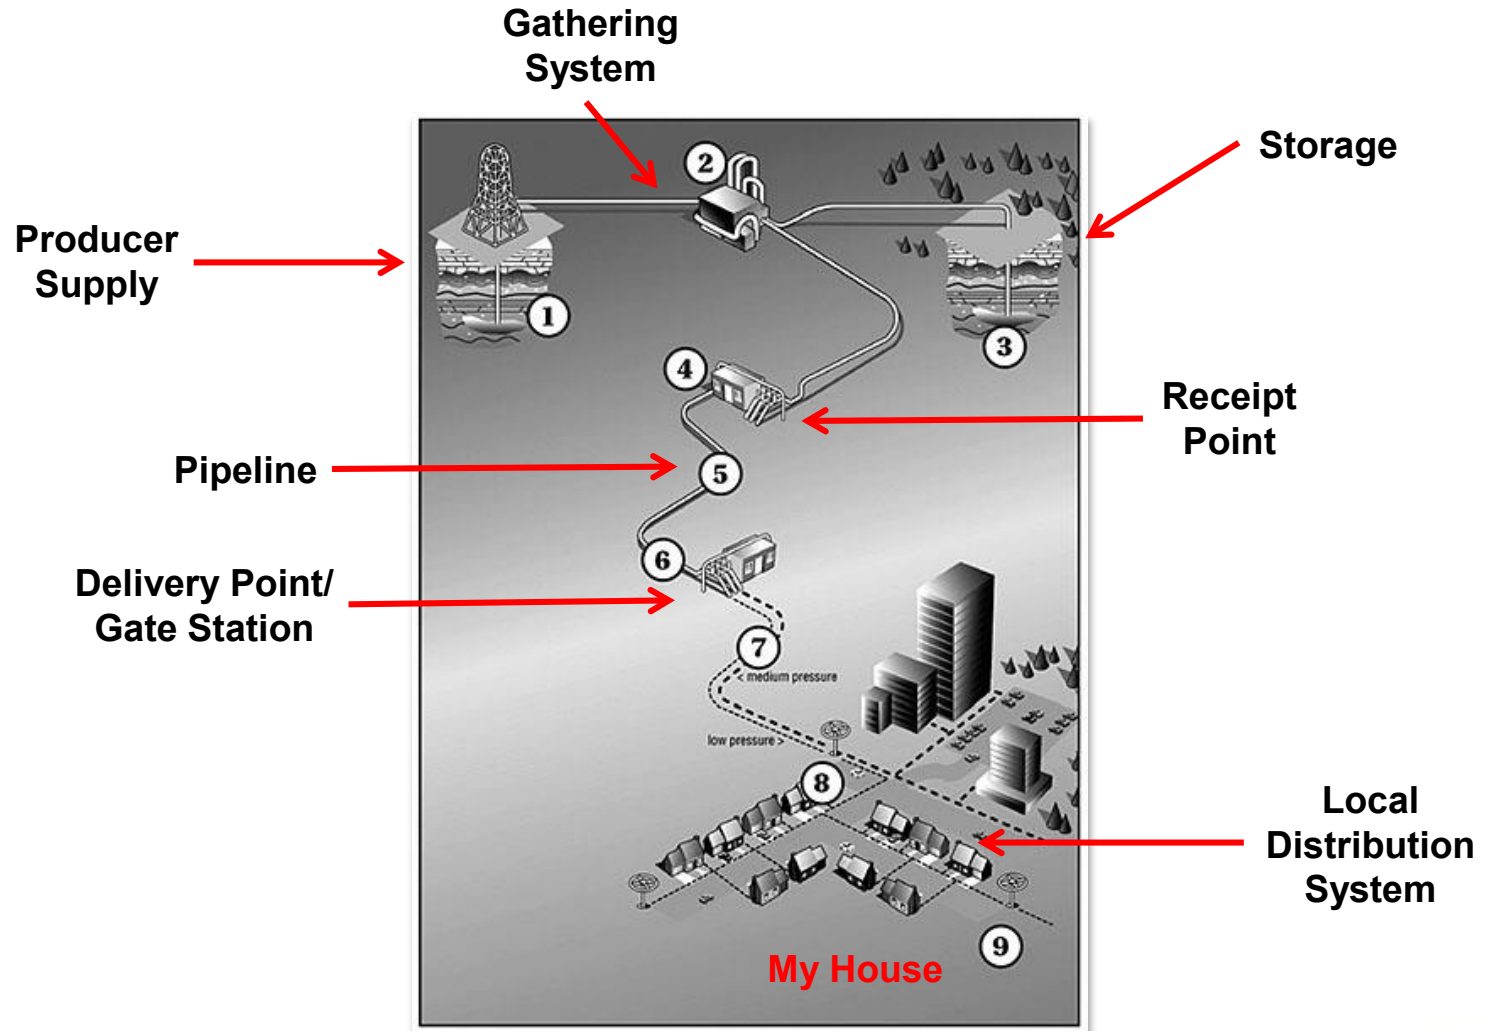 Gathering
System
Storage
2
Producer
Supply
1
3
4
Receipt
Point
Pipeline
5
6
Delivery Point/
Gate Station
7
< medium pressure
low pressure >
8
Local
Distribution
System
9
My House